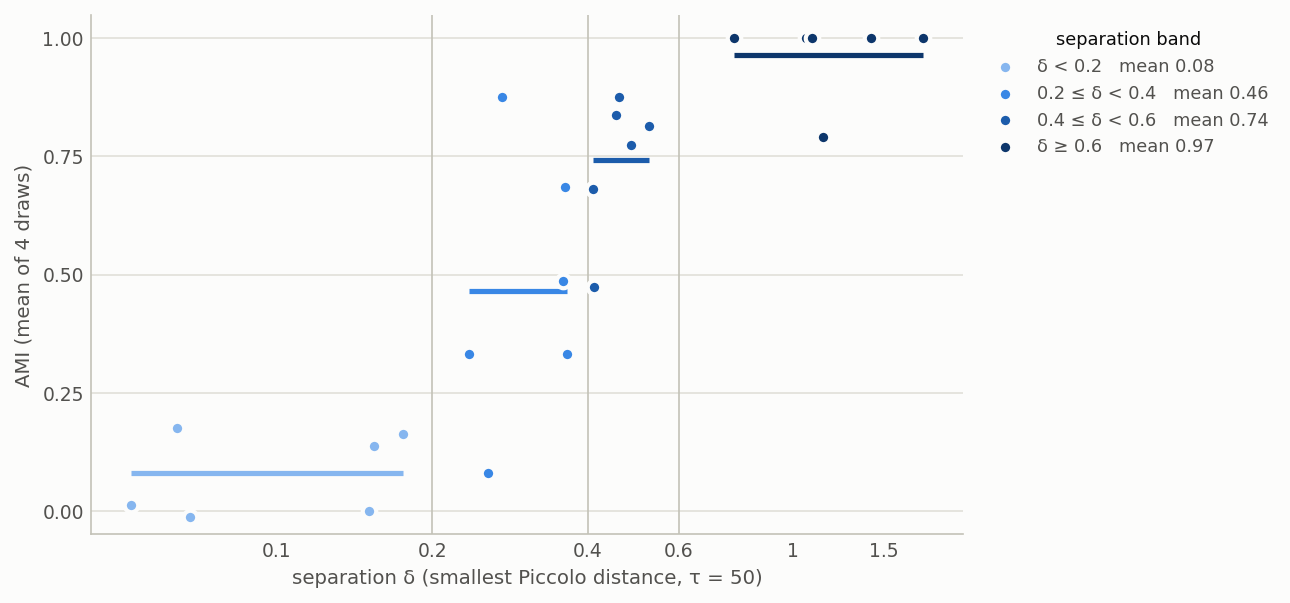 1.00
0.75
0.50
0.25
0.00
AMI (mean of 4 draws)
0.1
0.2
0.4
0.6
1
1.5
separation δ (smallest Piccolo distance, τ = 50)
separation band
δ < 0.2 mean 0.08
0.2 ≤ δ < 0.4 mean 0.46
0.4 ≤ δ < 0.6 mean 0.74
δ ≥ 0.6 mean 0.97